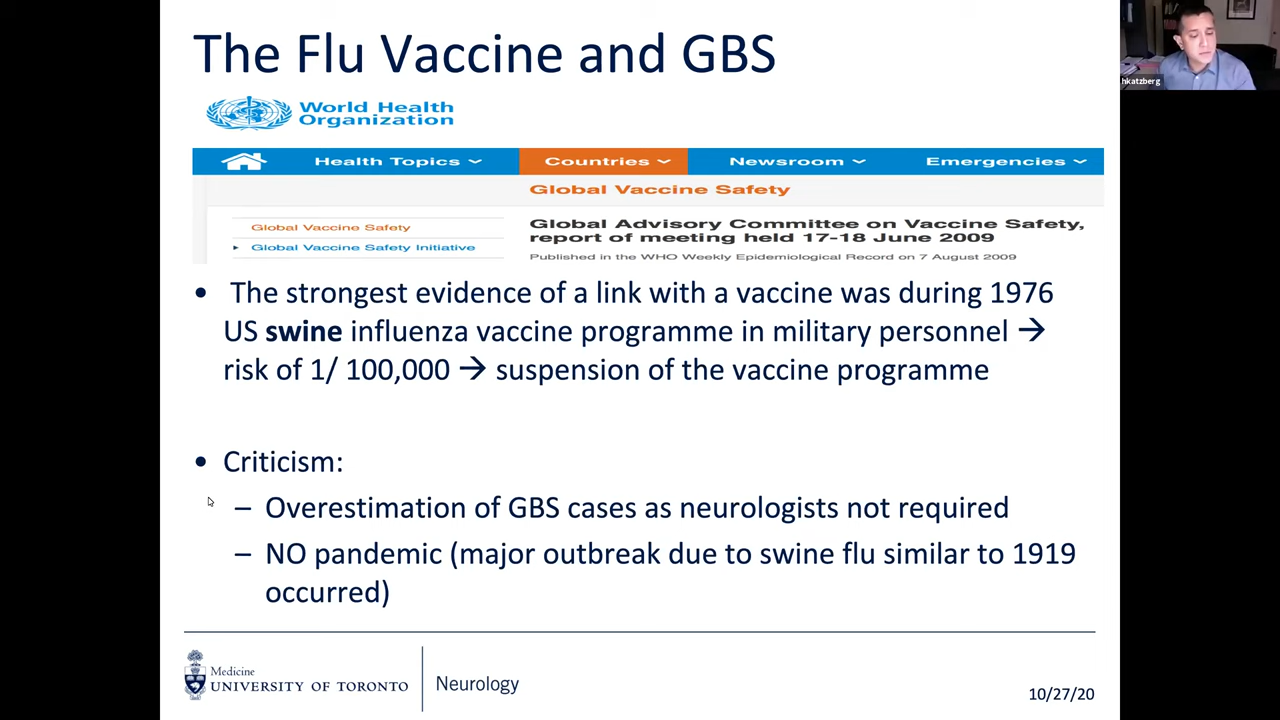 The Flu Vaccine and GBS
hkatzberg
World Health
Organization
Health Topics
Countries
Newsroom
Emergencies
Global Vaccine Safety
Global Vaccine Safety
Global Vaccine Safety Initiative
Global Advisory Committee on Vaccine Safety,
report of meeting held 17-18 June 2009
Published in the WHO Weekly Epidemiological Record on 7 August 2009
• The strongest evidence of a link with a vaccine was during 1976
US swine influenza vaccine programme in military personnel →
risk of 1/ 100,000 → suspension of the vaccine programme
• Criticism:
– Overestimation of GBS cases as neurologists not required
– NO pandemic (major outbreak due to swine flu similar to 1919
occurred)
Medicine
UNIVERSITY OF TORONTO
Neurology
10/27/20